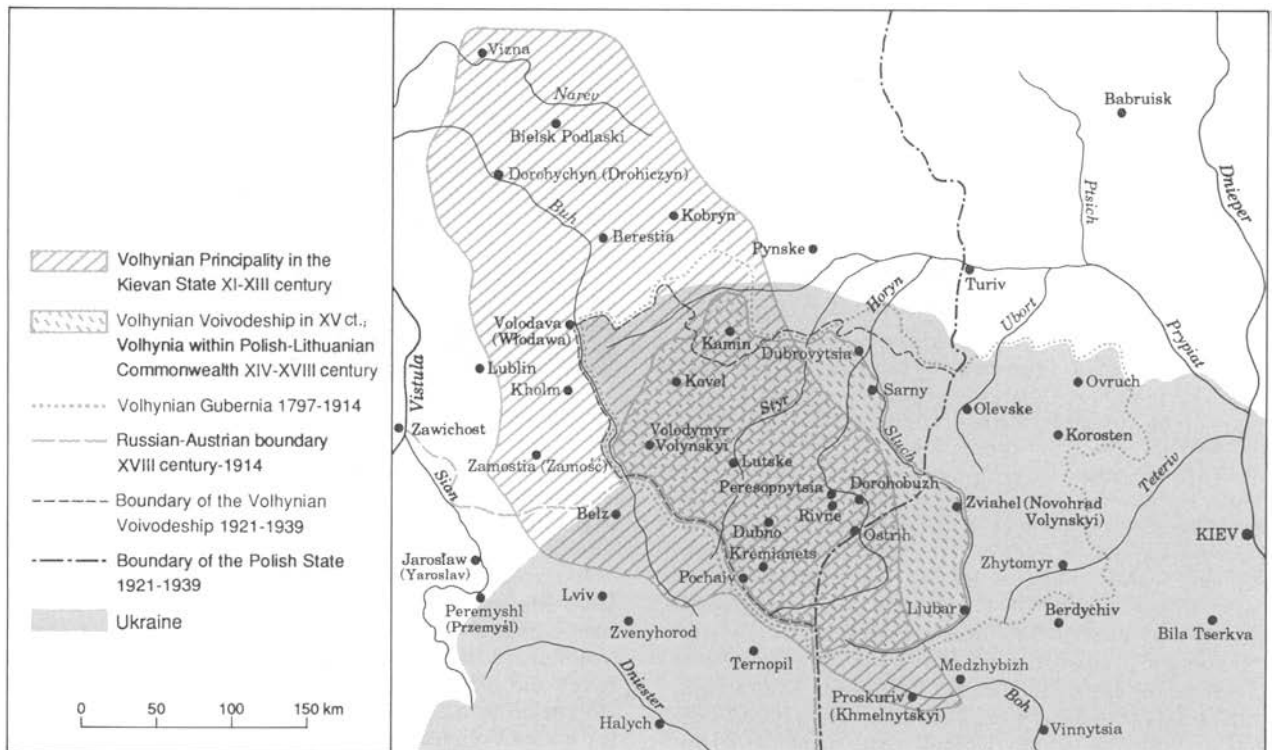 Volhynian Principality in the
Kievan State XI-XIII century
Volhynian Voivodeship in XV ct.;
Volhynia within Polish-Lithuanian
Commonwealth XIV-XVIII century
Volhynian Gubernia 1797-1914
Russian-Austrian boundary
XVIII century-1914
Boundary of the Volhynian
Voivodeship 1921-1939
Boundary of the Polish State
1921-1939
Ukraine
0 50 100 150 km
Vizna
Narev
Bielsk Podlaski
Babruisk
Dnieper
Dorohychyn (Drohiczyn)
Ptsich
Buh
Kobryn
Berestia
Pynske
Turiv
Horyn
Ubort
Prypiat
Volodava
(Włodawa)
Kamin
Dubrovytsia
Vistula
Lublin
Kholm
Kovel
Styr
Sarny
Ovruch
Olevske
Zawichost
Volodymyr
Volynskyi
Sluch
Korosten
Zamostia (Zamość)
Lutske
Teteriv
Sion
Peresopnytsia
Dorohobuzh
Belz
Rivne
Zviahel (Novohrad
Volynskyi)
Dubno
Ostrih
KIEV
Jarosław
(Yaroslav)
Kremianets
Zhytomyr
Pochaiv
Peremyshl
(Przemyśl)
Lviv
Liubar
Berdychiv
Bila Tserkva
Zvenyhorod
Ternopil
Medzhybizh
Dniester
Proskuriv
(Khmelnytskyi)
Boh
Halych
Vinnytsia